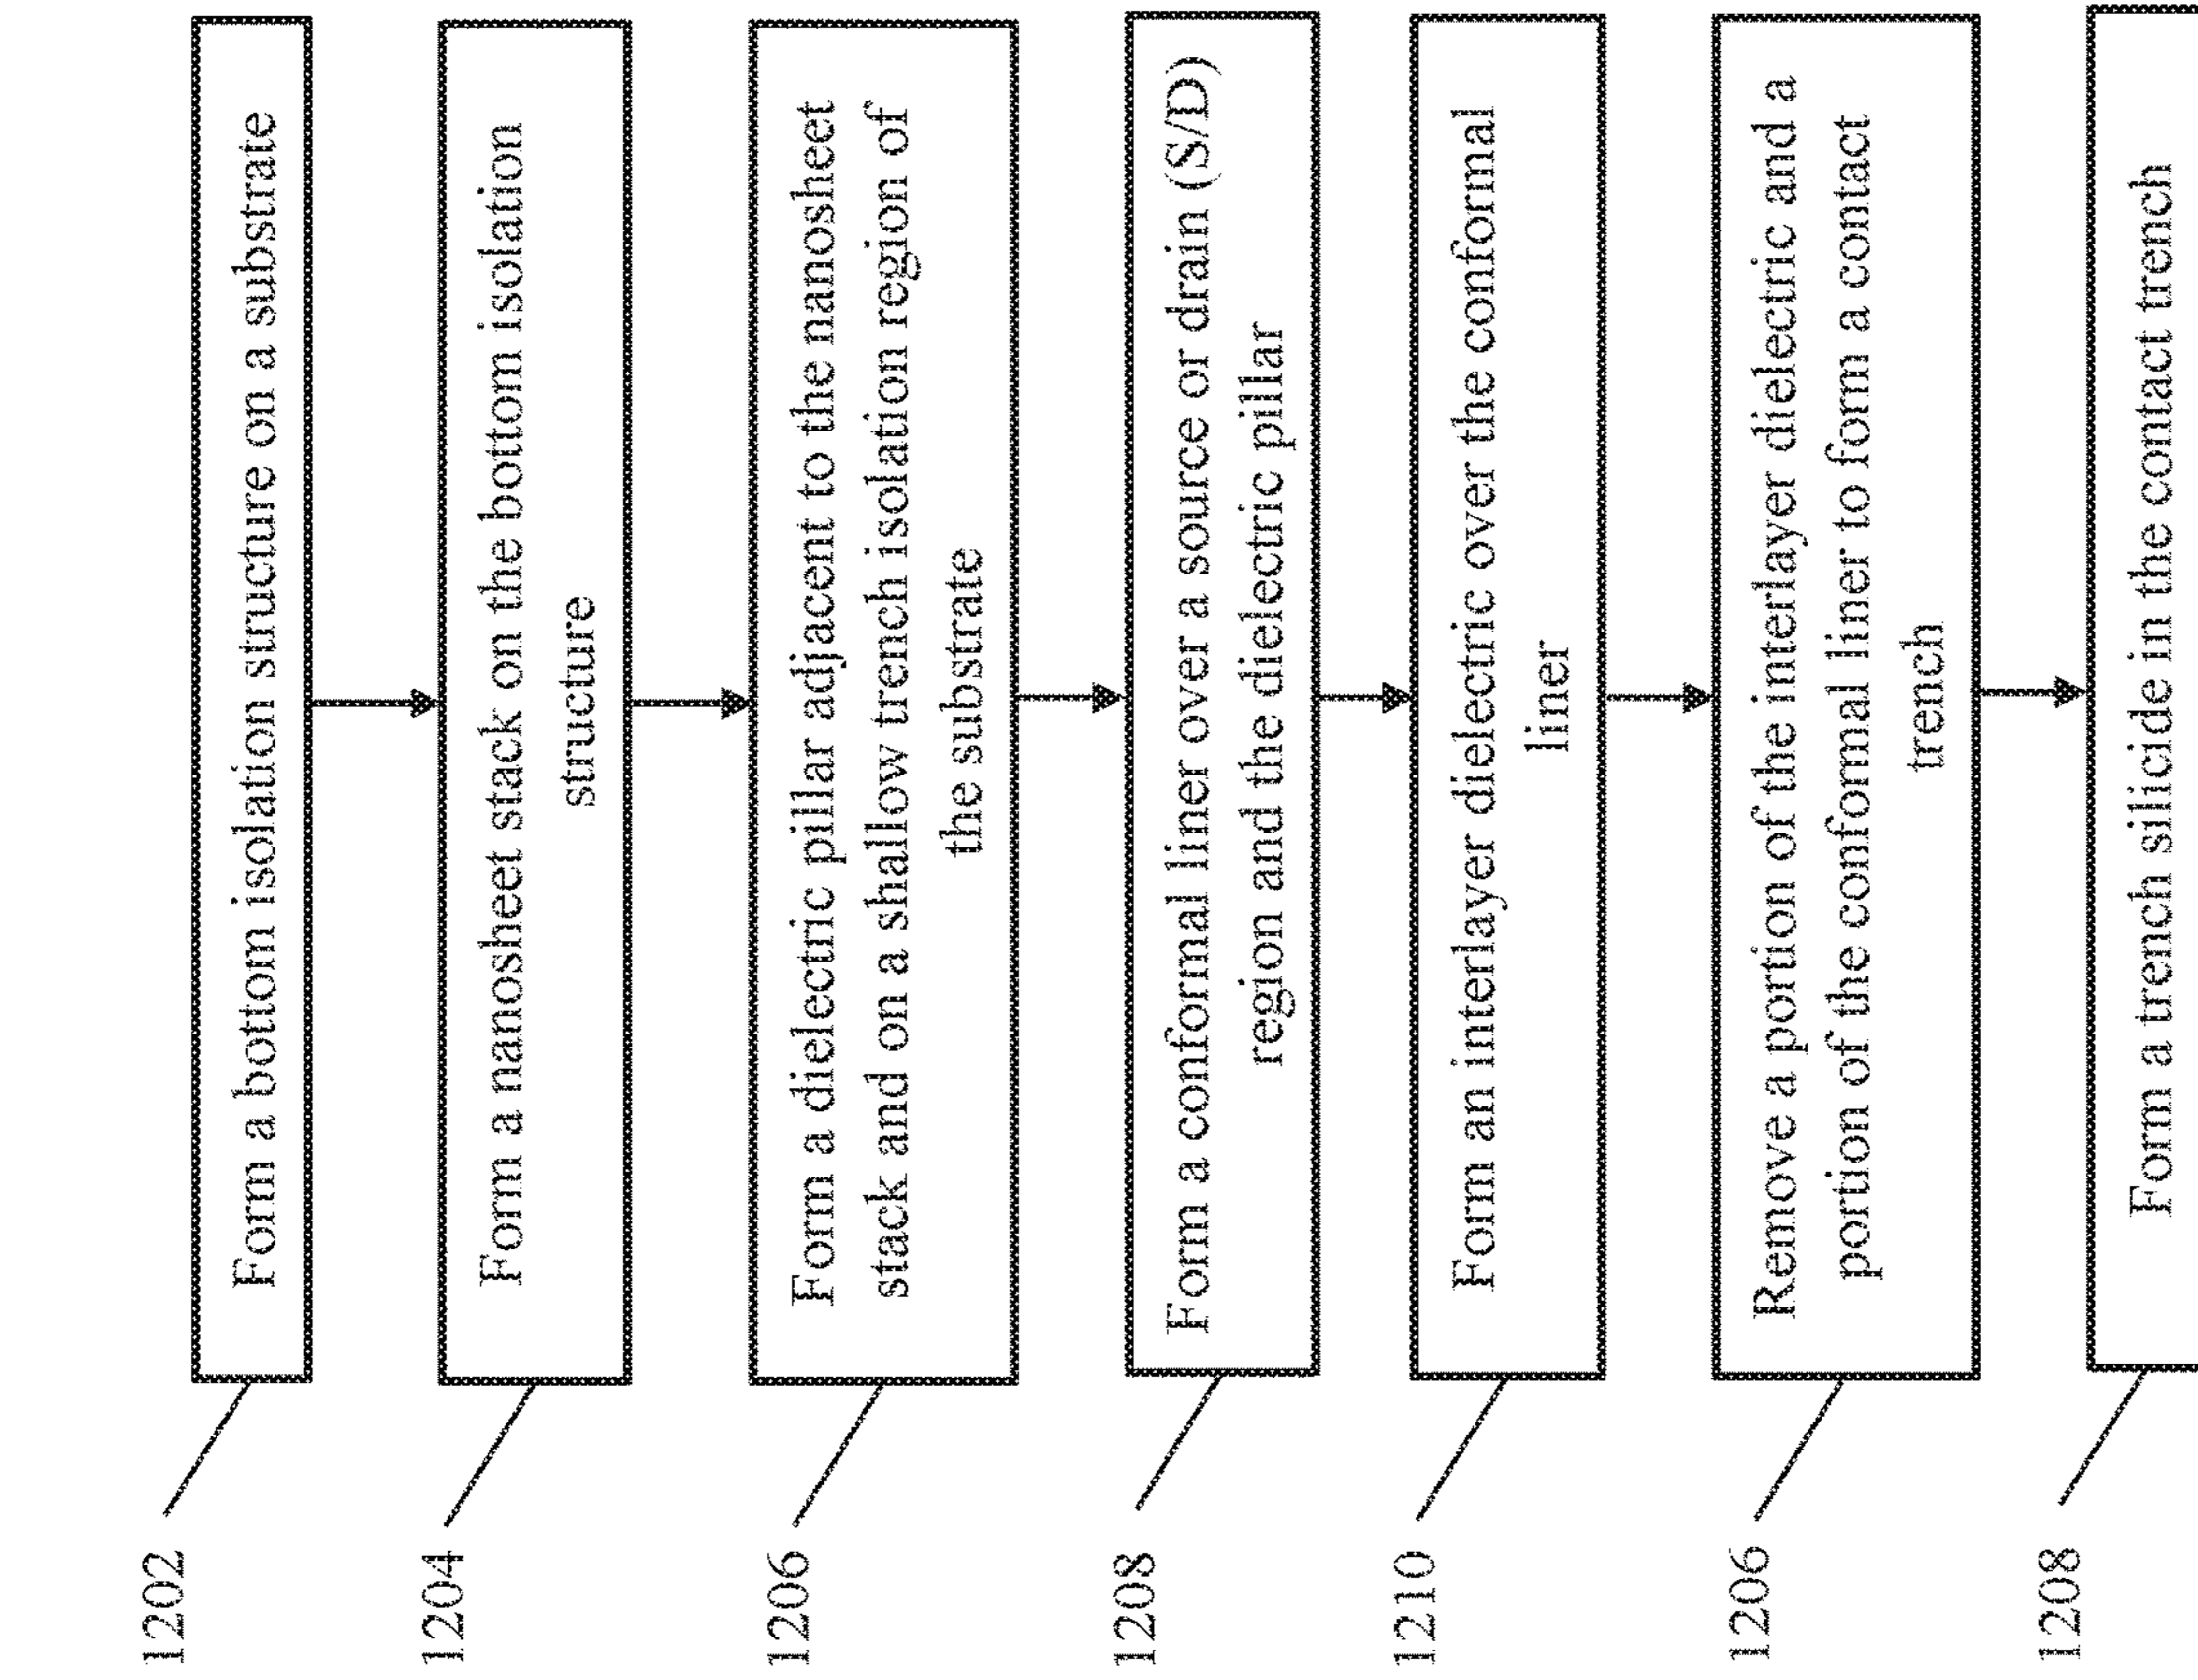 1202
Form a bottom isolation structure on a substrate
1204
Form a nanosheet stack on the bottom isolation
structure
1206
Form a dielectric pillar adjacent to the nanosheet
stack and on a shallow trench isolation region of
the substrate
1208
Form a conformal liner over a source or drain (S/D)
region and the dielectric pillar
1210
Form an interlayer dielectric over the conformal
liner
1206
Remove a portion of the interlayer dielectric and a
portion of the conformal liner to form a contact
trench
1208
Form a trench silicide in the contact trench